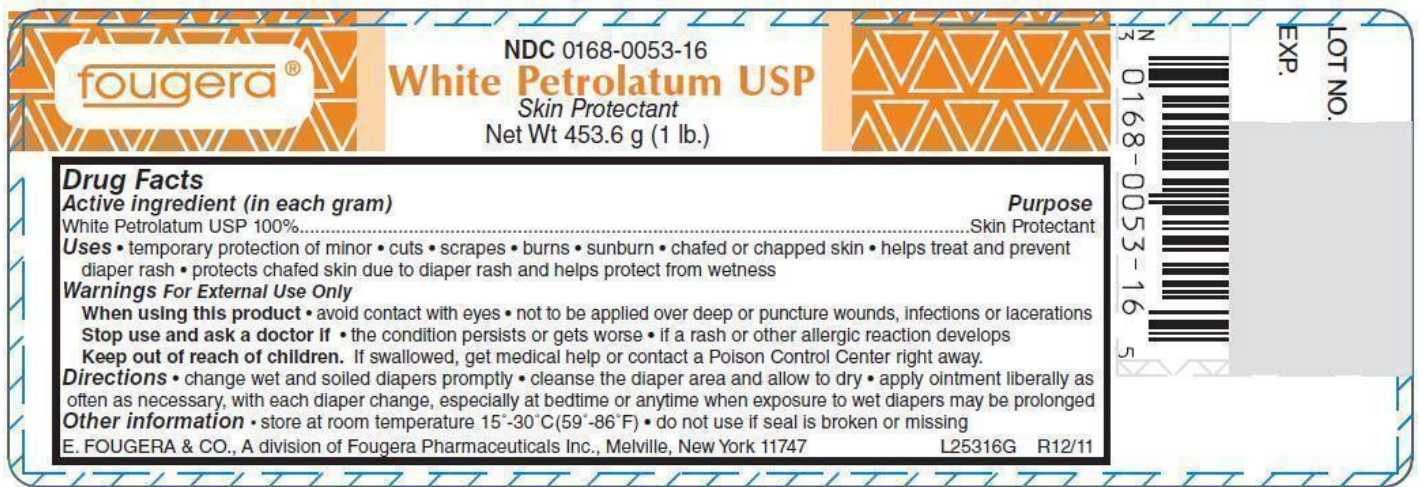 fougera®
NDC 0168-0053-16
White Petrolatum USP
Skin Protectant
Net Wt 453.6 g (1 lb.)
Drug Facts
Active ingredient (in each gram) Purpose
White Petrolatum USP 100%..........Skin Protectant
Uses • temporary protection of minor • cuts • scrapes • burns • sunburn • chafed or chapped skin • helps treat and prevent
diaper rash • protects chafed skin due to diaper rash and helps protect from wetness
Warnings For External Use Only
When using this product • avoid contact with eyes • not to be applied over deep or puncture wounds, infections or lacerations
Stop use and ask a doctor if • the condition persists or gets worse • if a rash or other allergic reaction develops
Keep out of reach of children. If swallowed, get medical help or contact a Poison Control Center right away.
Directions • change wet and soiled diapers promptly • cleanse the diaper area and allow to dry • apply ointment liberally as
often as necessary, with each diaper change, especially at bedtime or anytime when exposure to wet diapers may be prolonged
Other information • store at room temperature 15˚-30˚C(59˚-86˚F) • do not use if seal is broken or missing
E. FOUGERA & CO., A division of Fougera Pharmaceuticals Inc., Melville, New York 11747 L25316G R12/11
N
3 0168-0053-16 5
LOT NO.
EXP.